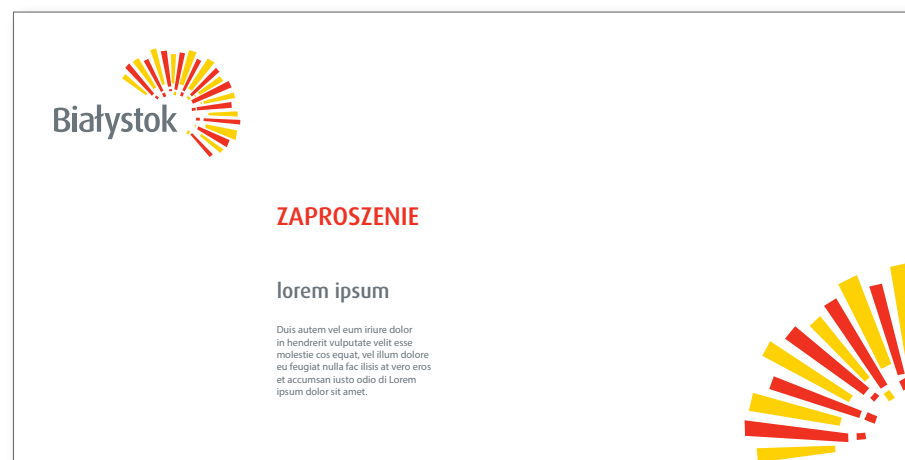 Białystok
ZAPROSZENIE
lorem ipsum
Duis autem vel eum iriure dolor
in hendrerit vulputate velit esse
molestie cos equat, vel illum dolore
eu feugiat nulla fac ilisis at vero eros
et accumsan iusto odio di Lorem
ipsum dolor sit amet.